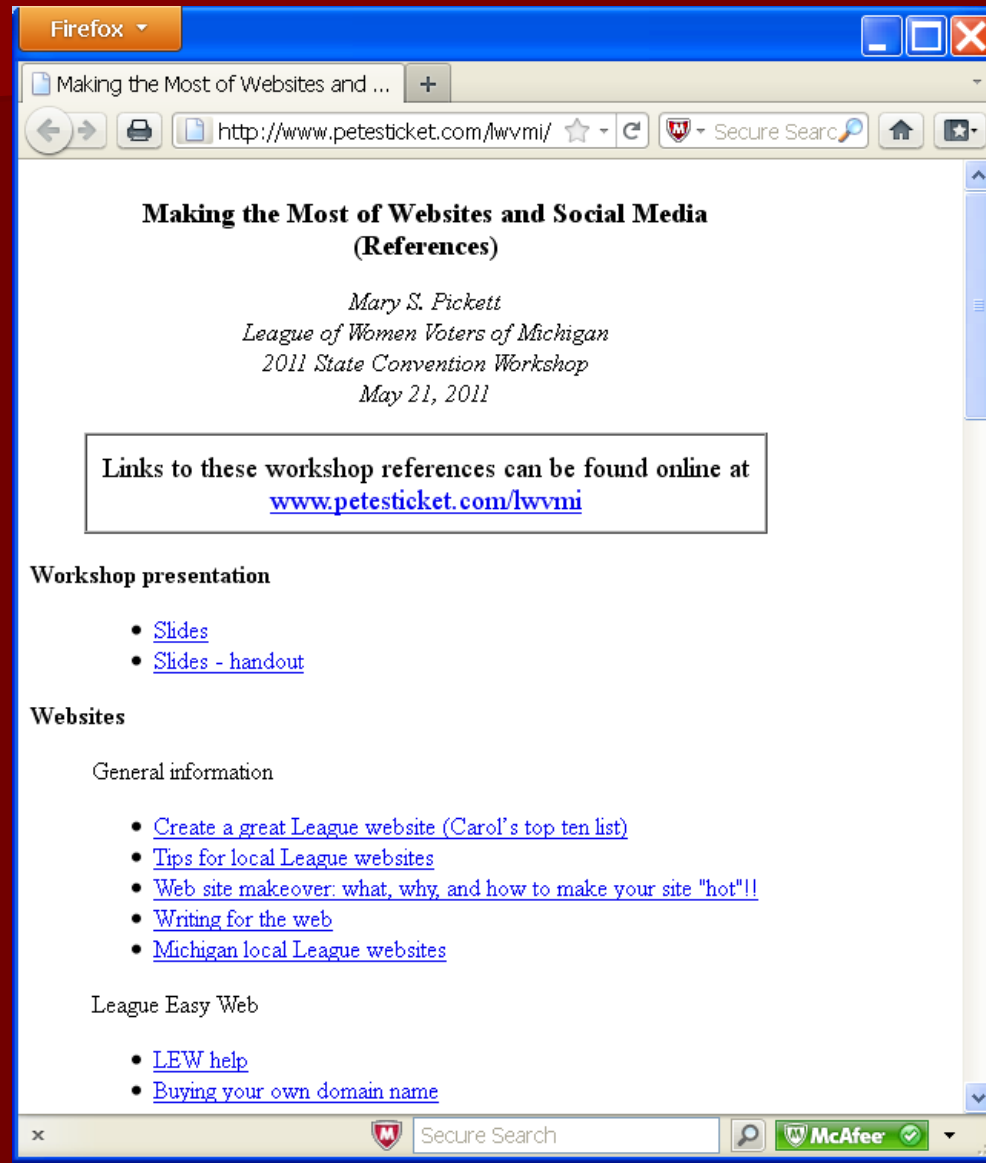 Firefox
Making the Most of Websites and ...
http://www.petesticket.com/lwvmi/
Secure Searc
Making the Most of Websites and Social Media
(References)
Mary S. Pickett
League of Women Voters of Michigan
2011 State Convention Workshop
May 21, 2011
Links to these workshop references can be found online at
www.petesticket.com/lwvmi
Workshop presentation
Slides
Slides - handout
Websites
General information
Create a great League website (Carol's top ten list)
Tips for local League websites
Web site makeover: what, why, and how to make your site "hot"!!
Writing for the web
Michigan local League websites
League Easy Web
LEW help
Buying your own domain name
Secure Search
McAfee